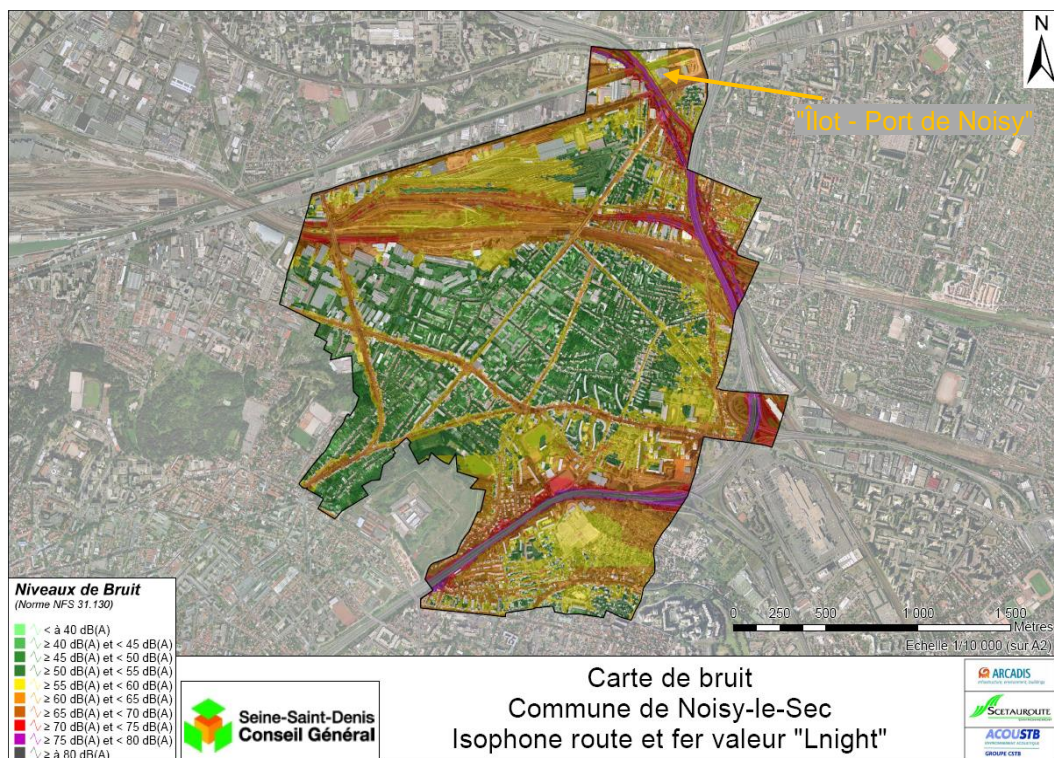 N
"Îlot - Port de Noisy"
0 250 500 1 000 1 500
Mètres
Echelle 1/10 000 (sur A2)
Niveaux de Bruit
(Norme NFS 31.130)
< à 40 dB(A)
≥ 40 dB(A) et < 45 dB(A)
≥ 45 dB(A) et < 50 dB(A)
≥ 50 dB(A) et < 55 dB(A)
≥ 55 dB(A) et < 60 dB(A)
≥ 60 dB(A) et < 65 dB(A)
≥ 65 dB(A) et < 70 dB(A)
≥ 70 dB(A) et < 75 dB(A)
≥ 75 dB(A) et < 80 dB(A)
≥ à 80 dB(A)
Seine-Saint-Denis
Conseil Général
Carte de bruit
Commune de Noisy-le-Sec
Isophone route et fer valeur "Lnight"
ARCADIS
SCETAUROUTE
ACOUSTB
GROUPE CSTB